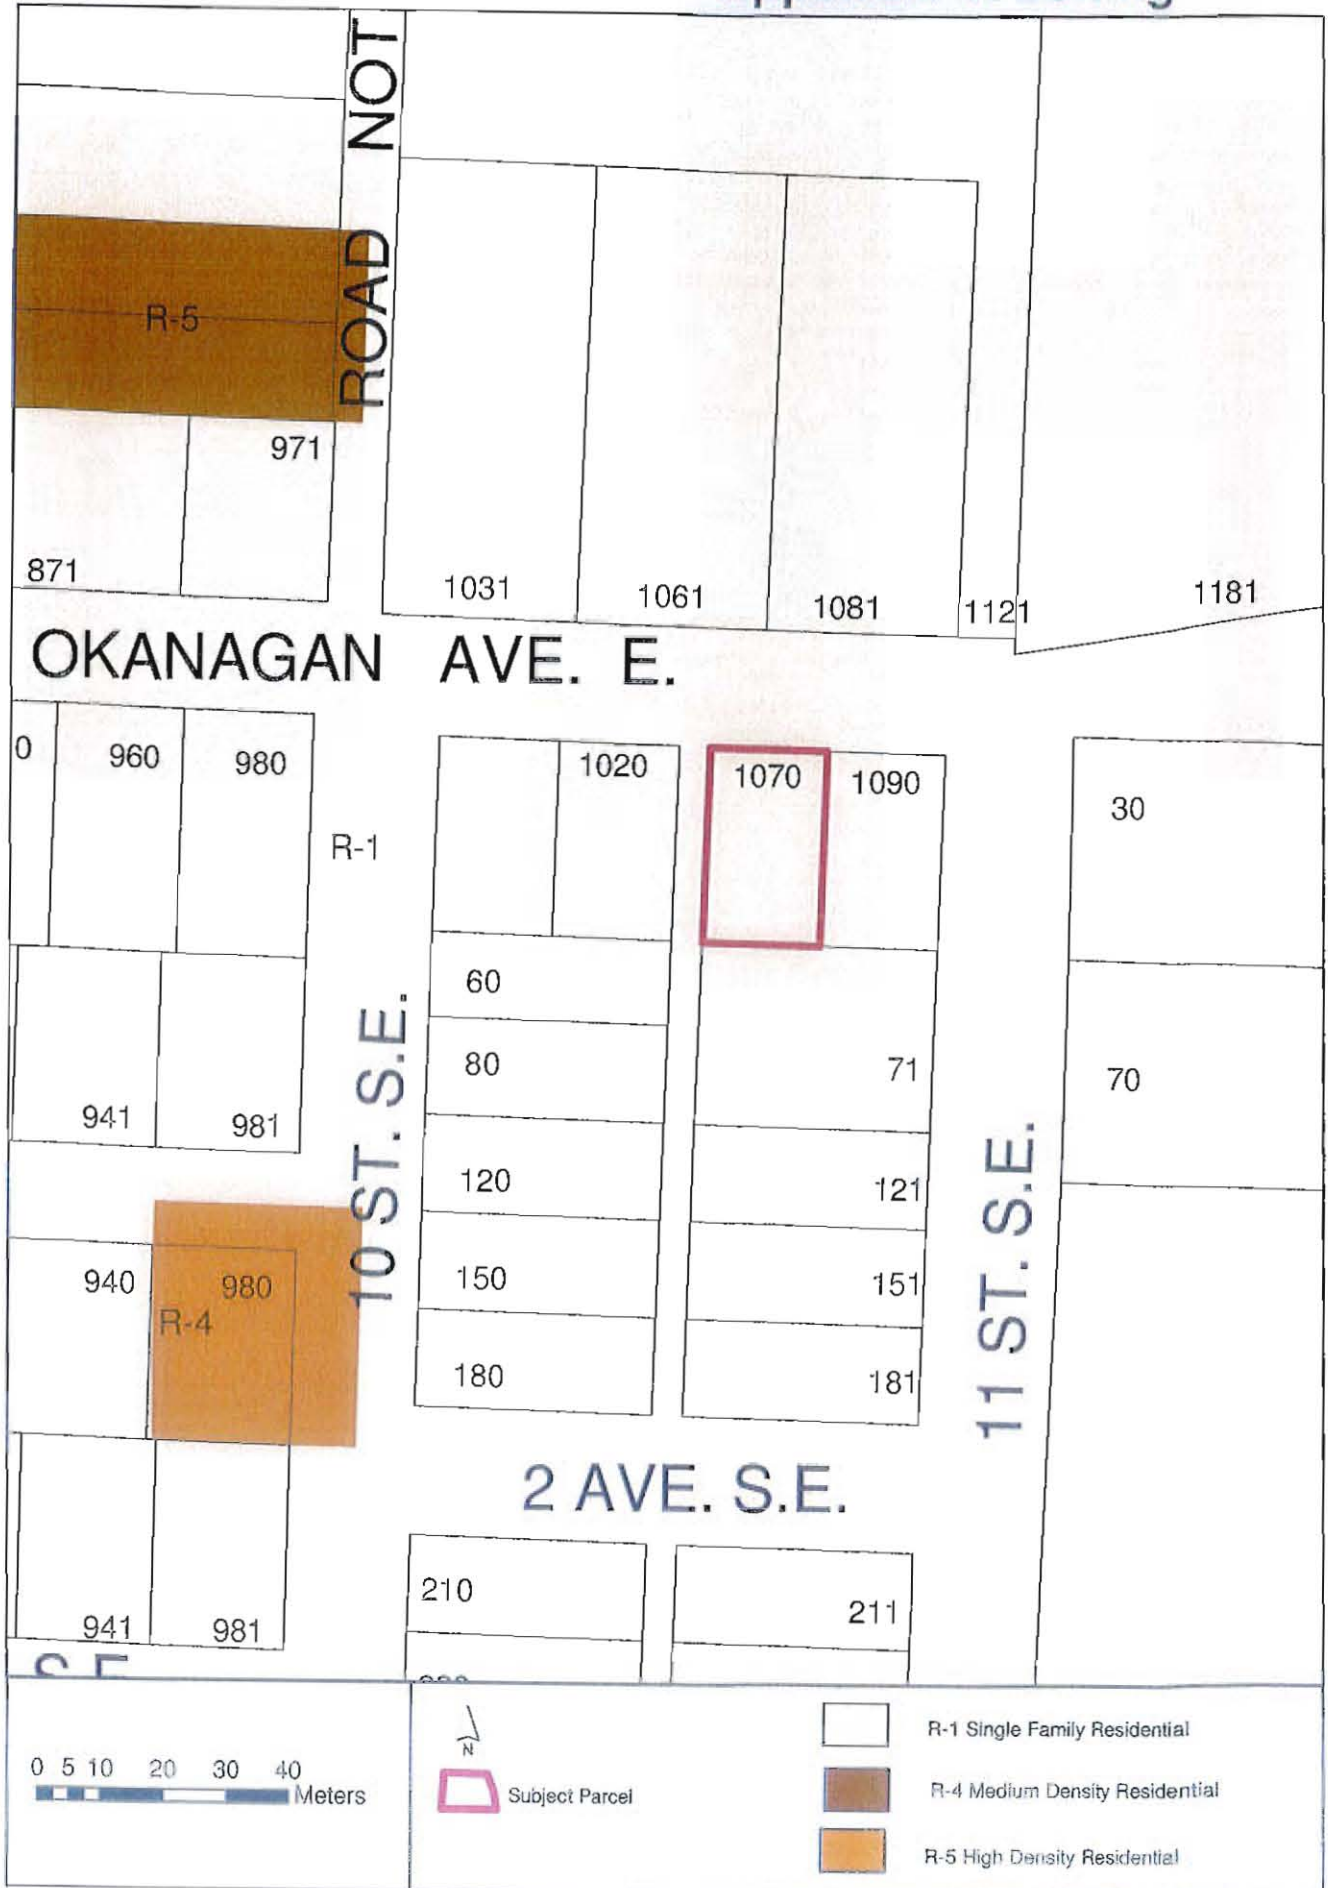 NOT
ROAD
R-5
971
871
1031
1061
1081
1121
1181
OKANAGAN AVE. E.
0
960
980
1020
1070
1090
30
R-1
60
80
71
70
941
981
10 ST. S.E.
120
121
11 ST. S.E.
940
980
R-4
150
151
180
181
2 AVE. S.E.
210
211
941
981
S.E.
0 5 10 20 30 40
Meters
N
Subject Parcel
R-1 Single Family Residential
R-4 Medium Density Residential
R-5 High Density Residential